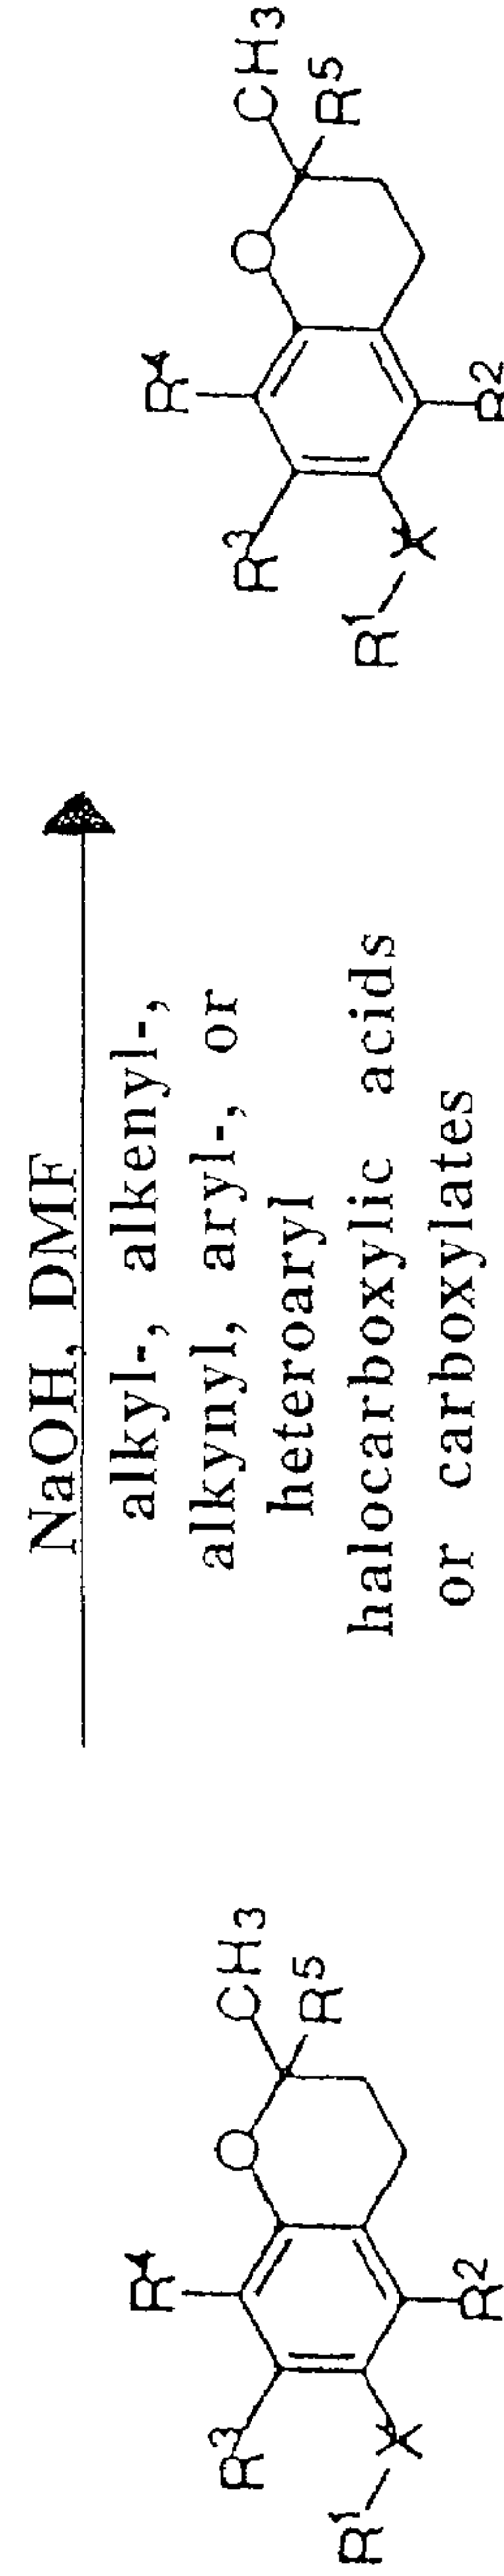 R4
O
CH3
R3
R5
R1
X
R2
NaOH, DMF
alkyl-, alkenyl-,
alkynyl, aryl-, or
heteroaryl
halocarboxylic acids
or carboxylates
R4
O
CH3
R3
R5
R1
X
R2